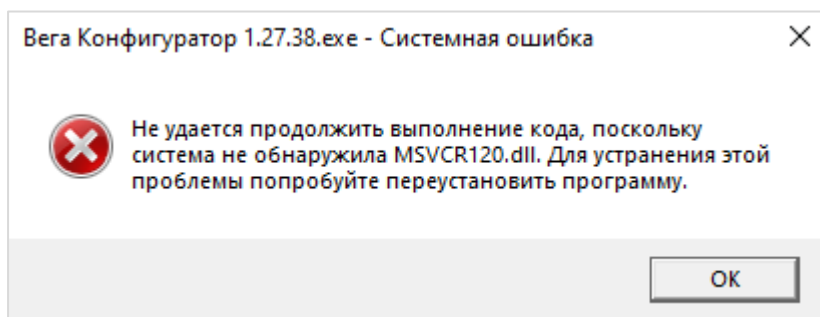 Вега Конфигуратор 1.27.38.exe - Системная ошибка
Не удается продолжить выполнение кода, поскольку
система не обнаружила MSVCR120.dll. Для устранения этой
проблемы попробуйте переустановить программу.
ОК